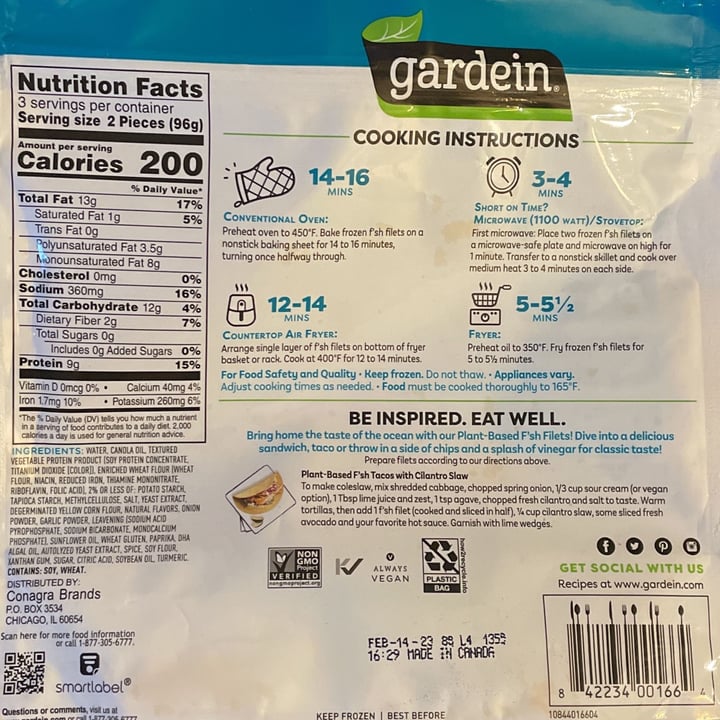 gardein®
Nutrition Facts
3 servings per container
Serving size 2 Pieces (96g)
Amount per serving
Calories 200
% Daily Value*
Total Fat 13g 17%
Saturated Fat 1g 5%
Trans Fat 0g
Polyunsaturated Fat 3.5g
Monounsaturated Fat 8g
Cholesterol 0mg 0%
Sodium 360mg 16%
Total Carbohydrate 12g 4%
Dietary Fiber 2g 7%
Total Sugars 0g
Includes 0g Added Sugars 0%
Protein 9g 15%
Vitamin D 0mcg 0% • Calcium 40mg 4%
Iron 1.7mg 10% • Potassium 260mg 6%
*The % Daily Value (DV) tells you how much a nutrient
in a serving of food contributes to a daily diet. 2,000
calories a day is used for general nutrition advice.
INGREDIENTS: WATER, CANOLA OIL, TEXTURED
VEGETABLE PROTEIN PRODUCT [SOY PROTEIN CONCENTRATE,
TITANIUM DIOXIDE (COLOR)], ENRICHED WHEAT FLOUR [WHEAT
FLOUR, NIACIN, REDUCED IRON, THIAMINE MONONITRATE,
RIBOFLAVIN, FOLIC ACID], 2% OR LESS OF: POTATO STARCH,
TAPIOCA STARCH, METHYLCELLULOSE, SALT, YEAST EXTRACT,
DEGERMINATED YELLOW CORN FLOUR, NATURAL FLAVORS, ONION
POWDER, GARLIC POWDER, LEAVENING (SODIUM ACID
PYROPHOSPHATE, SODIUM BICARBONATE, MONOCALCIUM
PHOSPHATE), SUNFLOWER OIL, WHEAT GLUTEN, PAPRIKA, DHA
ALGAL OIL, AUTOLYZED YEAST EXTRACT, SPICE, SOY FLOUR,
XANTHAN GUM, SUGAR, CITRIC ACID, SOYBEAN OIL, TURMERIC.
CONTAINS: SOY, WHEAT.
DISTRIBUTED BY:
Conagra Brands
P.O. BOX 3534
CHICAGO, IL 60654
Scan here for more food information
or call 1-877-305-6777.
smartlabel®
Questions or comments, visit us at
gardein.com or call 1-877-305-6777
COOKING INSTRUCTIONS
14-16
MINS
CONVENTIONAL OVEN:
Preheat oven to 450°F. Bake frozen f'sh filets on a
nonstick baking sheet for 14 to 16 minutes,
turning once halfway through.
3-4
MINS
SHORT ON TIME?
MICROWAVE (1100 WATT)/STOVETOP:
First microwave: Place two frozen f'sh filets on
a microwave-safe plate and microwave on high for
1 minute. Transfer to a nonstick skillet and cook over
medium heat 3 to 4 minutes on each side.
12-14
MINS
COUNTERTOP AIR FRYER:
Arrange single layer of f'sh filets on bottom of fryer
basket or rack. Cook at 400°F for 12 to 14 minutes.
5-5½
MINS
FRYER:
Preheat oil to 350°F. Fry frozen f'sh filets for
5 to 5½ minutes.
For Food Safety and Quality • Keep frozen. Do not thaw. • Appliances vary.
Adjust cooking times as needed. • Food must be cooked thoroughly to 165°F.
BE INSPIRED. EAT WELL.
Bring home the taste of the ocean with our Plant-Based F'sh Filets! Dive into a delicious
sandwich, taco or throw in a side of chips and a splash of vinegar for classic taste!
Prepare filets according to our directions above.
Plant-Based F'sh Tacos with Cilantro Slaw
To make coleslaw, mix shredded cabbage, chopped spring onion, 1/3 cup sour cream (or vegan
option), 1 Tbsp lime juice and zest, 1 tsp agave, chopped fresh cilantro and salt to taste. Warm
tortillas, then add 1 f'sh filet (cooked and sliced in half), ¼ cup cilantro slaw, some sliced fresh
avocado and your favorite hot sauce. Garnish with lime wedges.
NON
GMO
Project
VERIFIED
nongmoproject.org
ALWAYS
VEGAN
PLASTIC
BAG
how2recycle.info
GET SOCIAL WITH US
Recipes at www.gardein.com
FEB-14-23 89 L4 1359
16:29 MADE IN CANADA
8 42234 00166 4
10844016604
KEEP FROZEN | BEST BEFORE